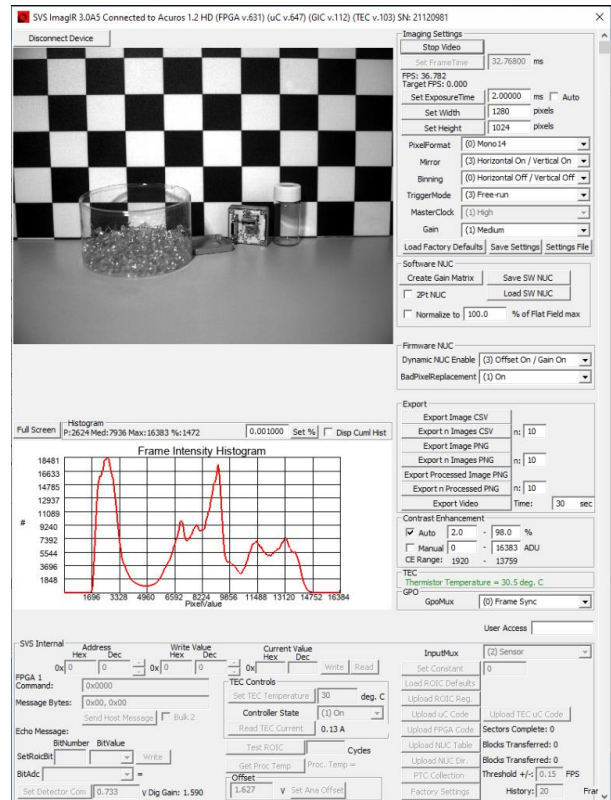 SVS ImagIR 3.0A5 Connected to Acuros 1.2 HD (FPGA v.631) (uC v.647) (GIC v.112) (TEC v.103) SN: 21120981
Disconnect Device
Imaging Settings
Stop Video
Set FrameTime 32.76800 ms
FPS: 36.782
Target FPS: 0.000
Set ExposureTime 2.00000 ms Auto
Set Width 1280 pixels
Set Height 1024 pixels
PixelFormat (0) Mono14
Mirror (3) Horizontal On / Vertical On
Binning (0) Horizontal Off / Vertical Off
TriggerMode (3) Free-run
MasterClock (1) High
Gain (1) Medium
Load Factory Defaults Save Settings Settings File
Software NUC
Create Gain Matrix Save SW NUC
2Pt NUC Load SW NUC
Normalize to 100.0 % of Flat Field max
Firmware NUC
Dynamic NUC Enable (3) Offset On / Gain On
BadPixelReplacement (1) On
Full Screen
Histogram
P:2624 Med:7936 Max:16383 %:1472 0.001000 Set % Disp Cuml Hist
Frame Intensity Histogram
18481
16633
14785
12937
11089
9240
7392
5544
3696
1848
#
1696 3328 4960 6592 8224 9856 11488 13120 14752 16384
PixelValue
Export
Export Image CSV
Export n Images CSV n: 10
Export Image PNG
Export n Images PNG n: 10
Export Processed Image PNG
Export n Processed PNG n: 10
Export Video Time: 30 sec
Contrast Enhancement
Auto 2.0 - 98.0 %
Manual 0 - 16383 ADU
CE Range: 1920 - 13759
TEC
Thermistor Temperature = 30.5 deg. C
GPO
GpoMux (0) Frame Sync
User Access
SVS Internal
Address Write Value Current Value
Hex Dec Hex Dec Hex Dec
0x 0 0 0x 0 0 0x Write Read
FPGA 1
Command: 0x0000
Message Bytes: 0x00, 0x00
Send Host Message Bulk 2
Echo Message:
BitNumber BitValue
SetRoicBit Write
BitAdc =
Set Detector Com 0.733 v Dig Gain: 1.590
TEC Controls
Set TEC Temperature 30 deg. C
Controller State (1) On
Read TEC Current 0.13 A
Test ROIC Cycles
Get Proc Temp Proc. Temp =
Offset
1.627 V Set Ana Offset
InputMux (2) Sensor
Set Constant 0
Load ROIC Defaults
Upload ROIC Reg.
Upload uC Code Upload TEC uC Code
Upload FPGA Code Sectors Complete: 0
Upload NUC Table Blocks Transferred: 0
Upload NUC Dir. Blocks Transferred: 0
PTC Collection Threshold +/-: 0.15 FPS
Factory Settings History: 20 Frar